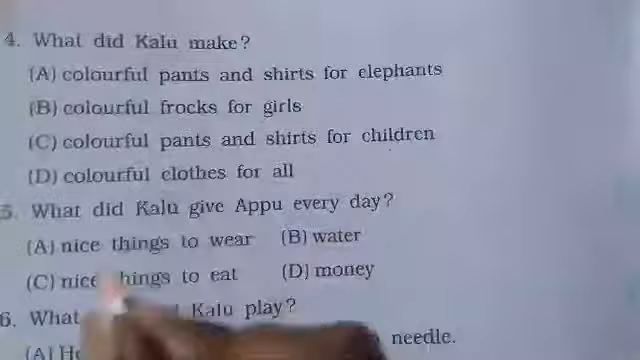 4. What did Kalu make?
(A) colourful pants and shirts for elephants
(B) colourful frocks for girls
(C) colourful pants and shirts for children
(D) colourful clothes for all
5. What did Kalu give Appu every day?
(A) nice things to wear (B) water
(C) nice things to eat (D) money
6. What Kalu play?
(A) needle.